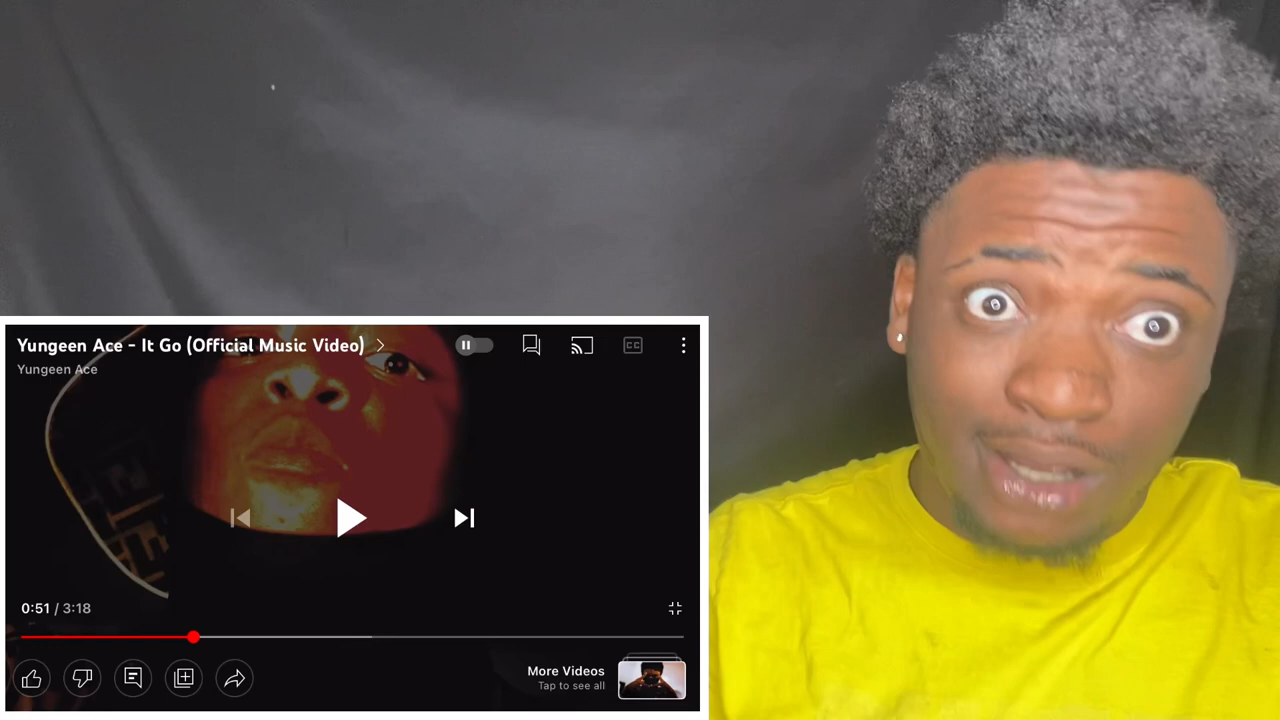 Yungeen Ace - It Go (Official Music Video)
Yungeen Ace
CC
0:51 / 3:18
More Videos
Tap to see all